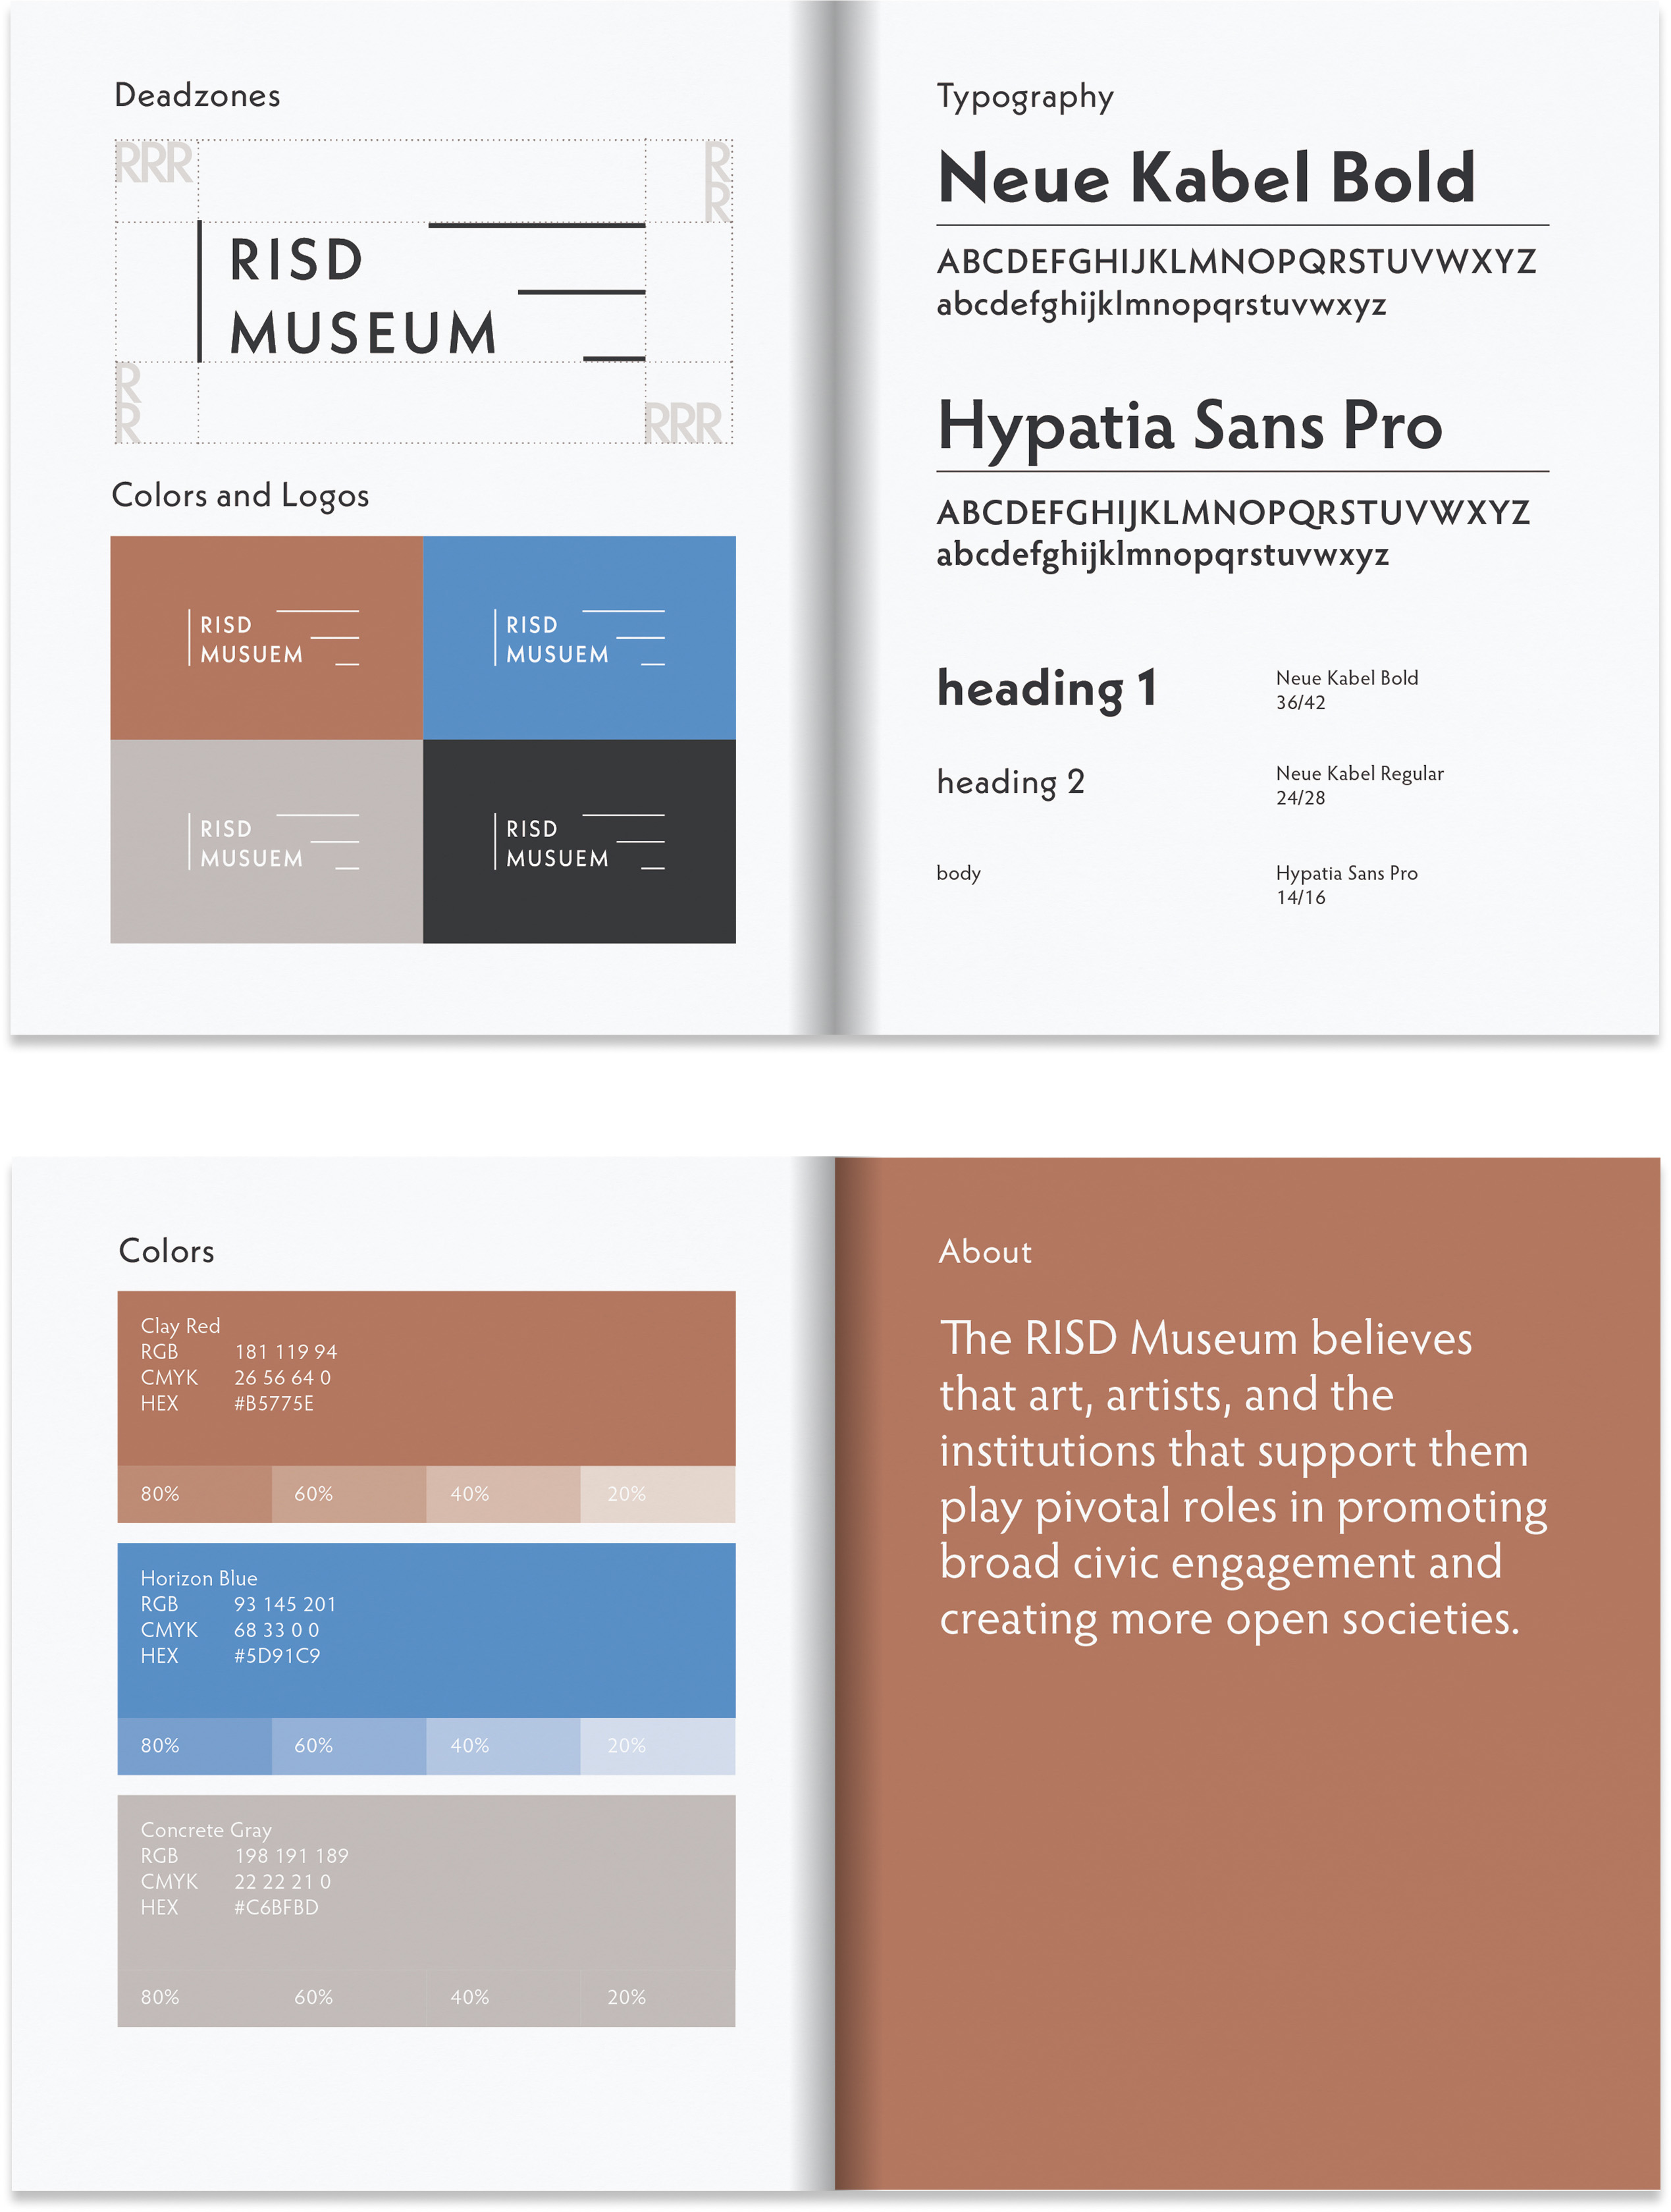 Deadzones
RRR
R
R
RISD
MUSEUM
R
R
RRR
Colors and Logos
RISD
MUSUEM
RISD
MUSUEM
RISD
MUSUEM
RISD
MUSUEM
Typography
Neue Kabel Bold
ABCDEFGHIJKLMNOPQRSTUVWXYZ
abcdefghijklmnopqrstuvwxyz
Hypatia Sans Pro
ABCDEFGHIJKLMNOPQRSTUVWXYZ
abcdefghijklmnopqrstuvwxyz
heading 1
Neue Kabel Bold
36/42
heading 2
Neue Kabel Regular
24/28
body
Hypatia Sans Pro
14/16
Colors
Clay Red
RGB 181 119 94
CMYK 26 56 64 0
HEX #B5775E
80% 60% 40% 20%
Horizon Blue
RGB 93 145 201
CMYK 68 33 0 0
HEX #5D91C9
80% 60% 40% 20%
Concrete Gray
RGB 198 191 189
CMYK 22 22 21 0
HEX #C6BFBD
80% 60% 40% 20%
About
The RISD Museum believes
that art, artists, and the
institutions that support them
play pivotal roles in promoting
broad civic engagement and
creating more open societies.